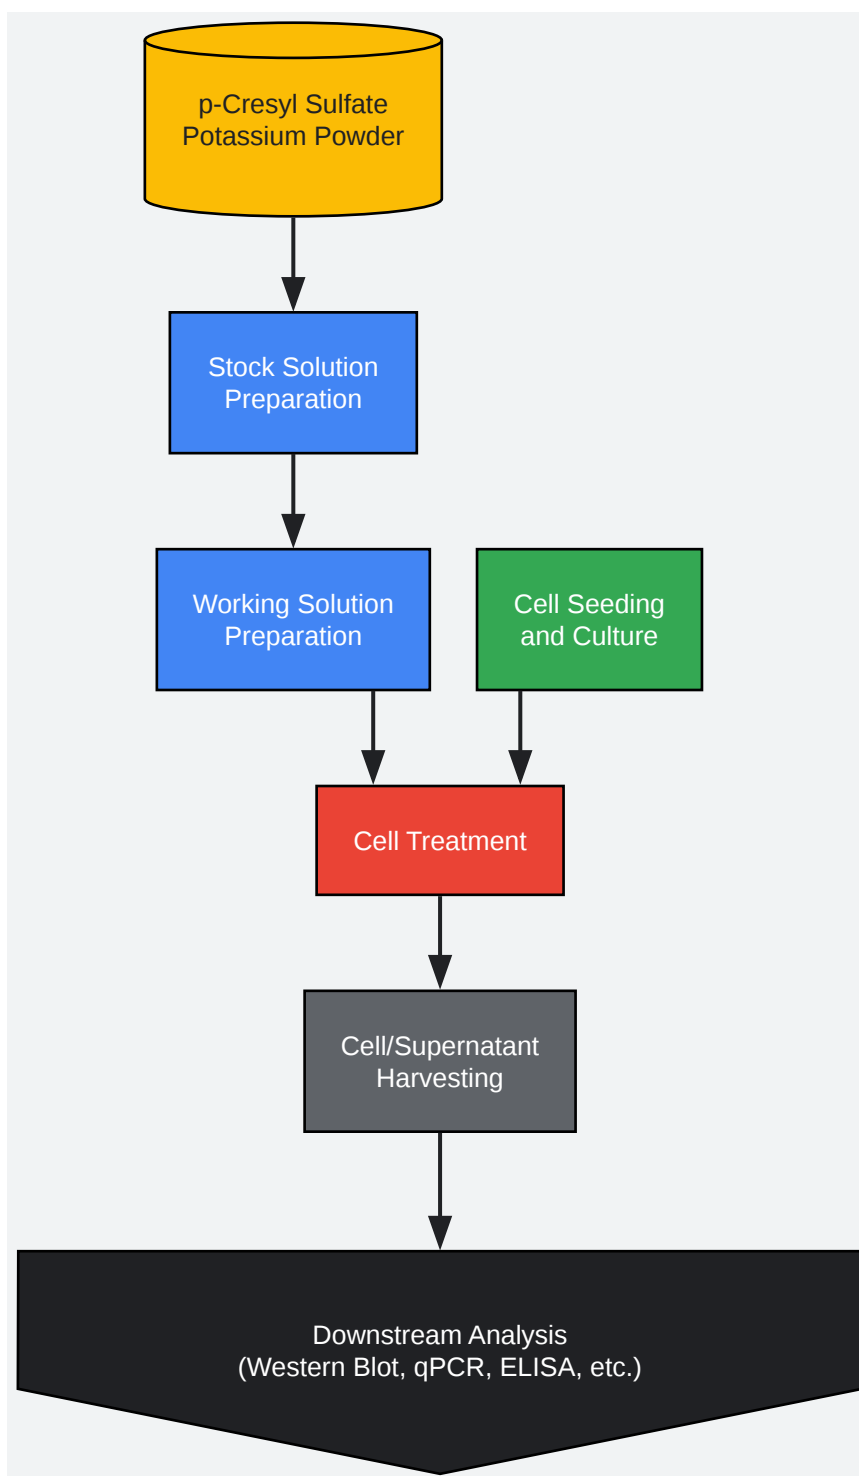 p-Cresyl Sulfate
Potassium Powder
Stock Solution
Preparation
Working Solution
Preparation
Cell Seeding
and Culture
Cell Treatment
Cell/Supernatant
Harvesting
Downstream Analysis
(Western Blot, qPCR, ELISA, etc.)